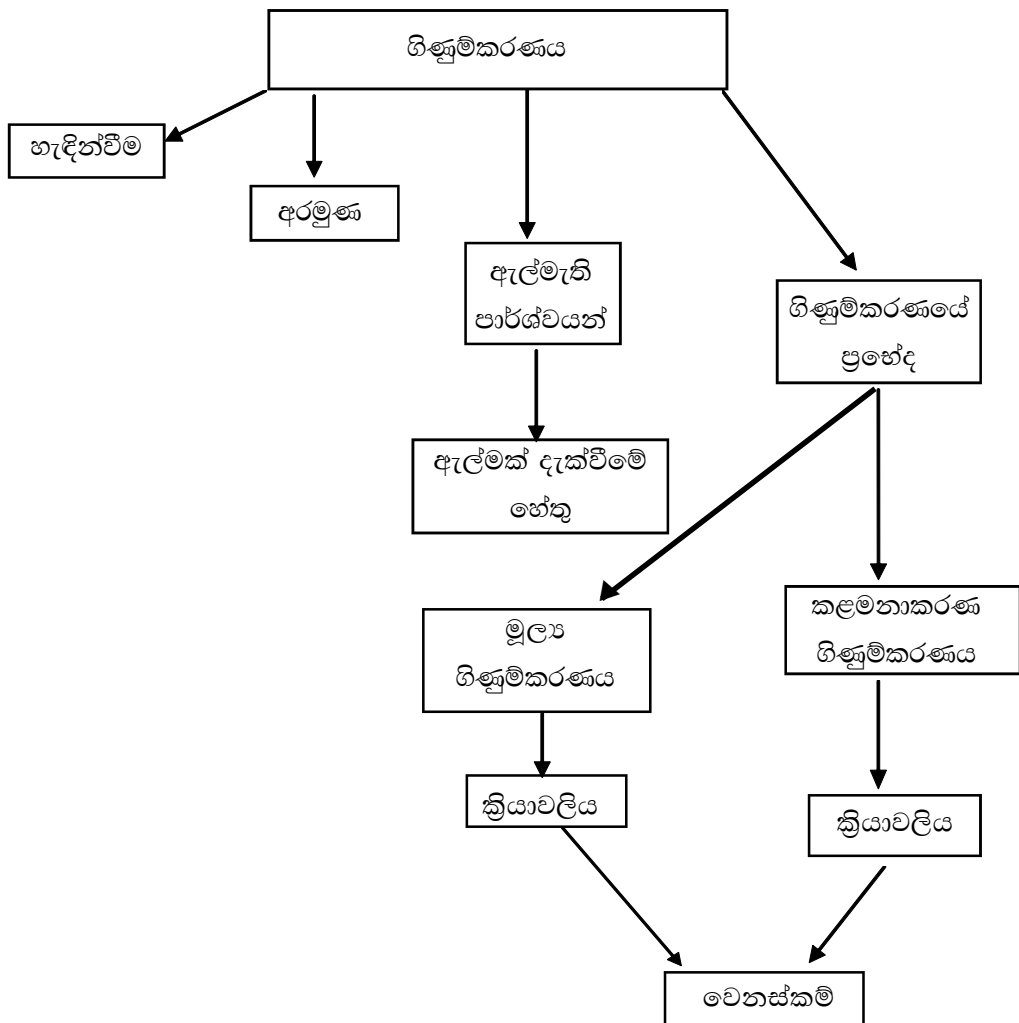 ගිණුම්කරණය
හැඳින්වීම
අරමුණ
ඇල්මැති
පාර්ශ්වයන්
ගිණුම්කරණයේ
ප්‍රභේද
ඇල්මක් දැක්වීමේ
හේතු
මූල්‍ය
ගිණුම්කරණය
කළමනාකරණ
ගිණුම්කරණය
ක්‍රියාවලිය
ක්‍රියාවලිය
වෙනස්කම්